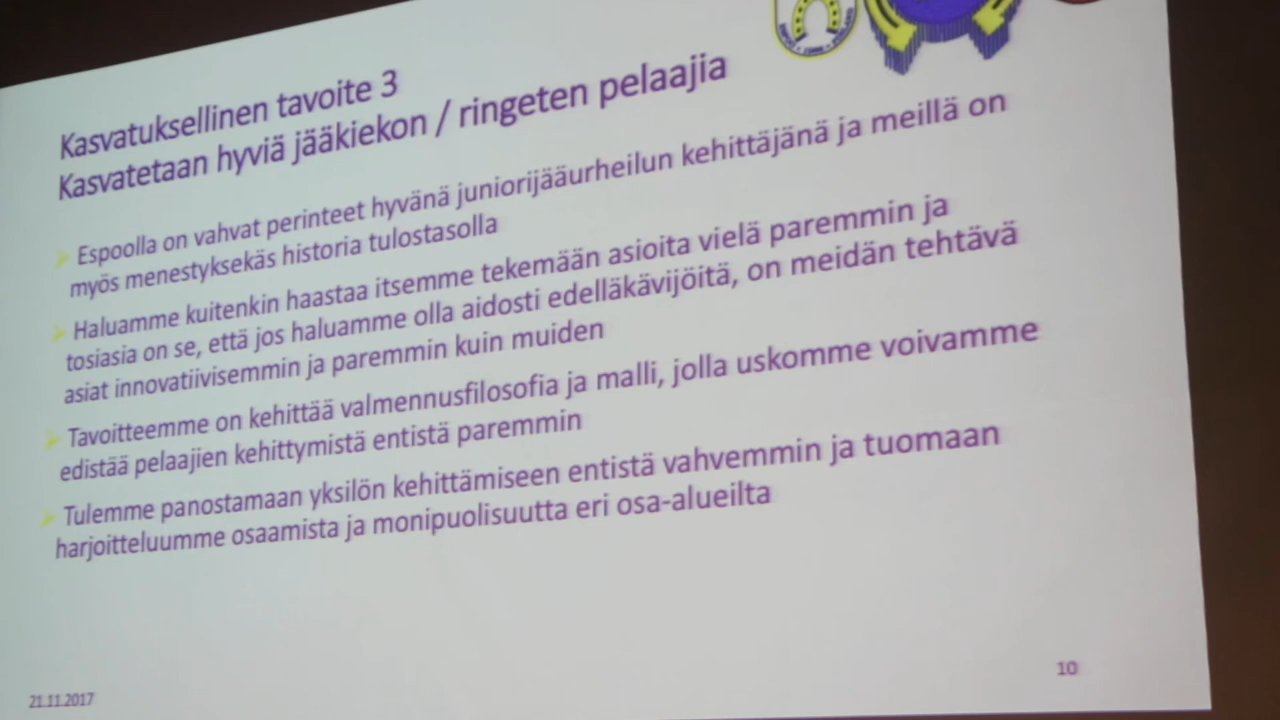 Kasvatuksellinen tavoite 3
Kasvatetaan hyviä jääkiekon / ringeten pelaajia
Espoolla on vahvat perinteet hyvänä juniorijääurheilun kehittäjänä ja meillä on
myös menestyksekäs historia tulostasolla
Haluamme kuitenkin haastaa itsemme tekemään asioita vielä paremmin ja
tosiasia on se, että jos haluamme olla aidosti edelläkävijöitä, on meidän tehtävä
asiat innovatiivisemmin ja paremmin kuin muiden
Tavoitteemme on kehittää valmennusfilosofia ja malli, jolla uskomme voivamme
edistää pelaajien kehittymistä entistä paremmin
Tulemme panostamaan yksilön kehittämiseen entistä vahvemmin ja tuomaan
harjoitteluumme osaamista ja monipuolisuutta eri osa-alueilta
21.11.2017
10